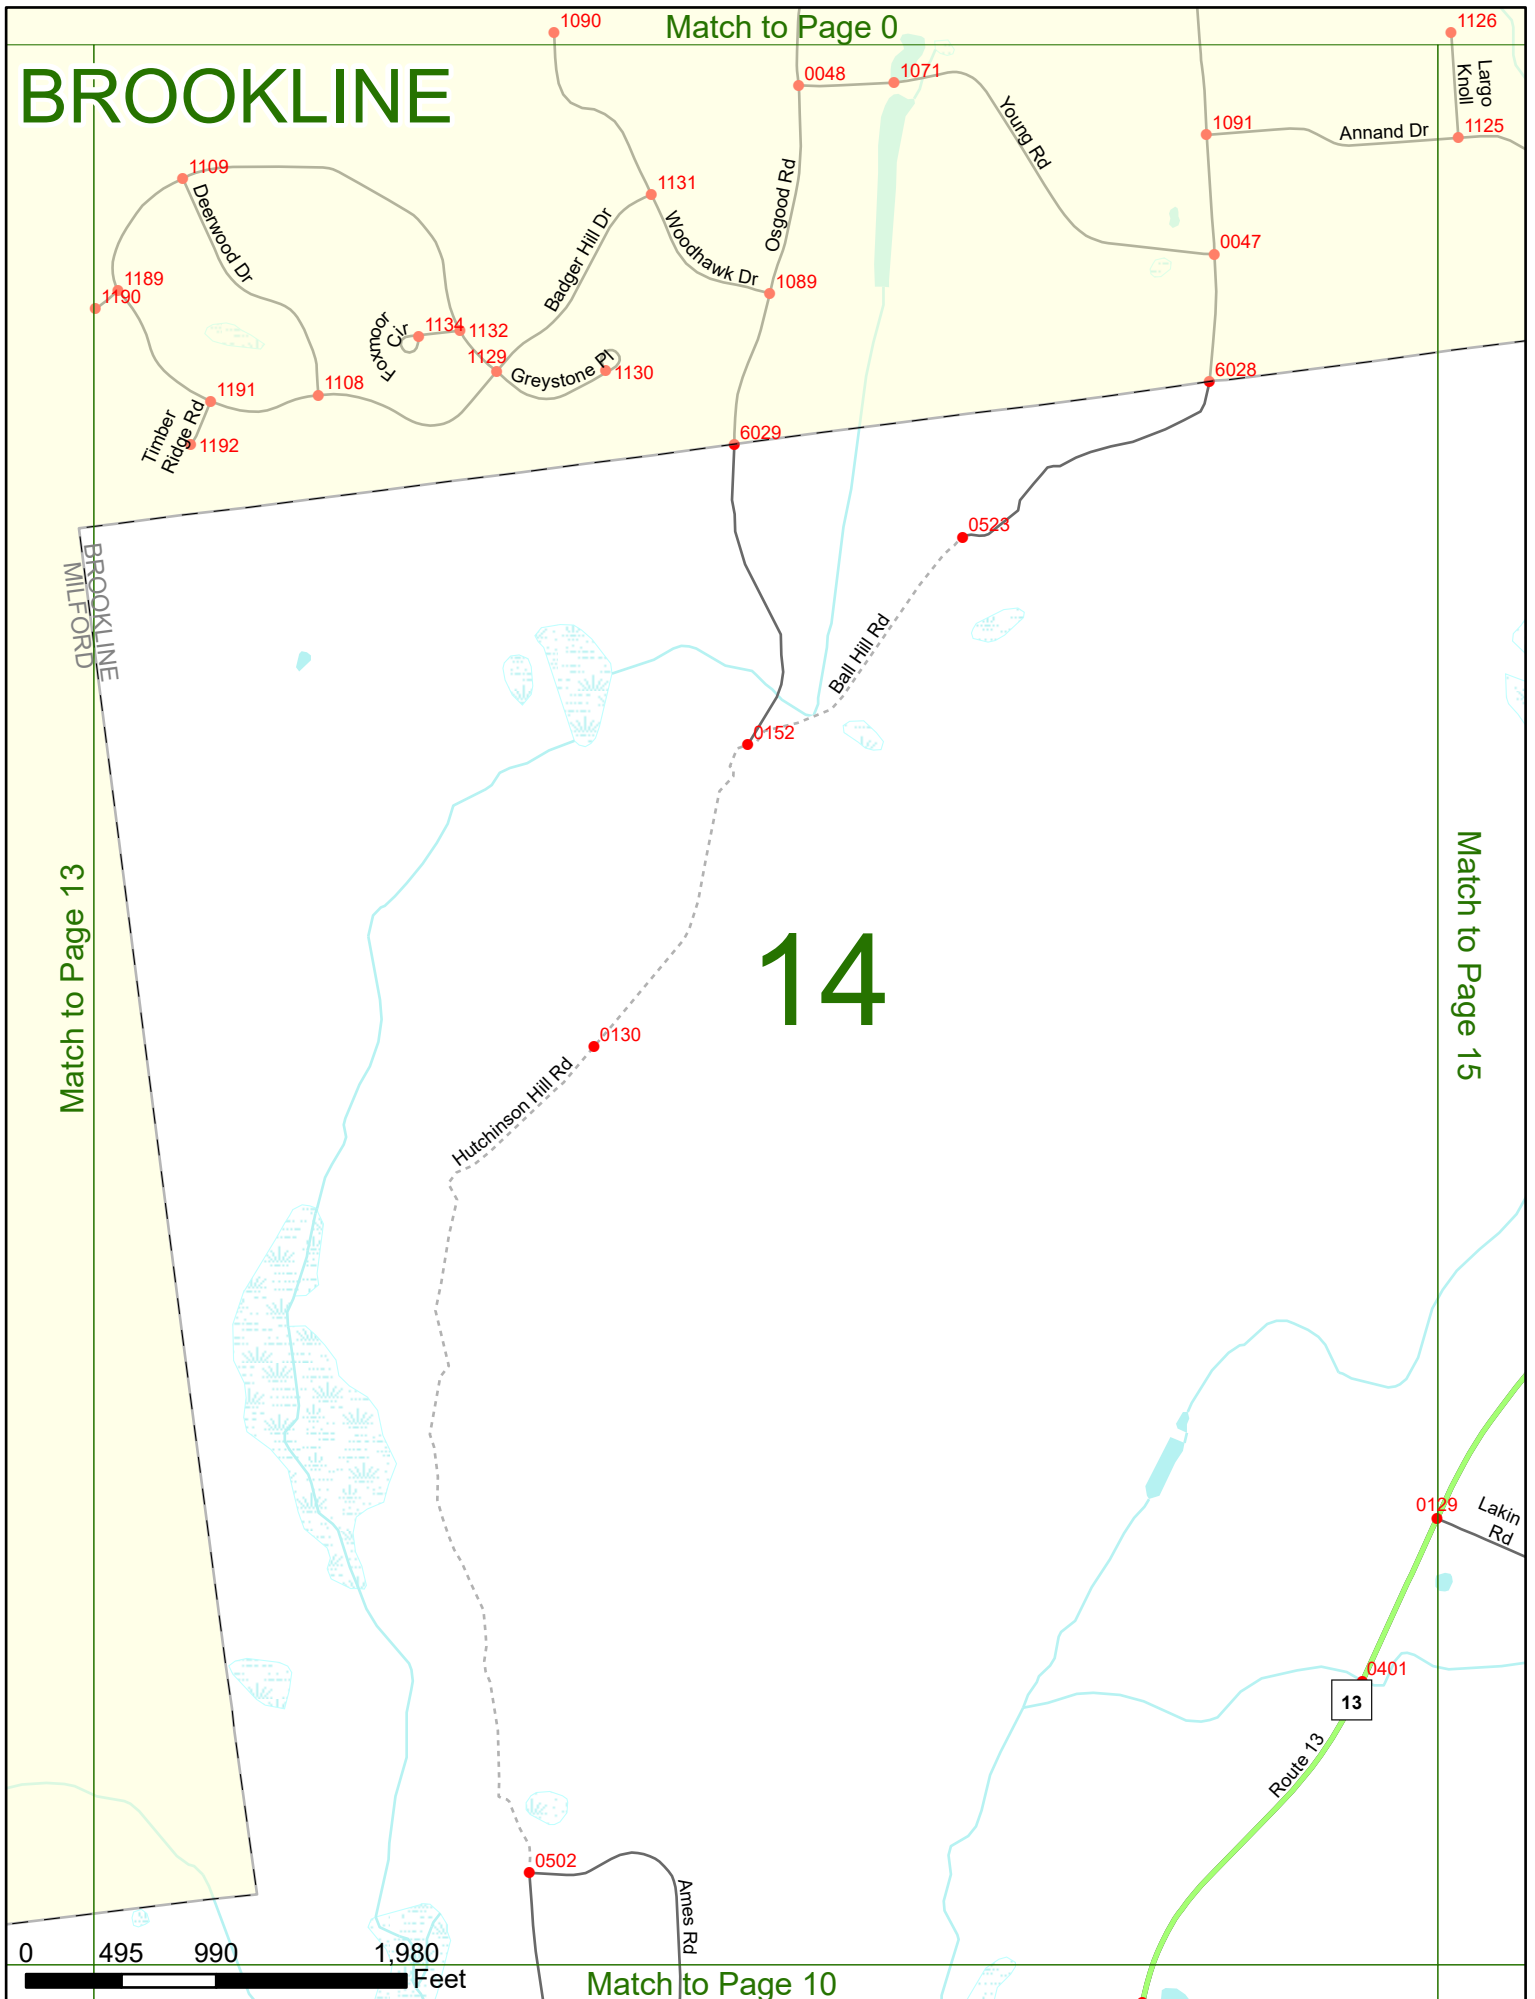 1090
Match to Page 0
1126
BROOKLINE
0048
1071
Largo
Knoll
Young Rd
1091
Annand Dr
1125
1109
Deerwood Dr
1131
Osgood Rd
Badger Hill Dr
Woodhawk Dr
0047
1189
1190
1089
Foxmoor
Cir
1134
1132
1129
Greystone Pl
1130
6028
1191
1108
Timber
Ridge Rd
1192
6029
0523
BROOKLINE
MILFORD
Ball Hill Rd
0152
Match to Page 13
14
Match to Page 15
0130
Hutchinson Hill Rd
0129
Lakin
Rd
0401
13
Route 13
0502
Ames Rd
0 495 990 1,980
Feet
Match to Page 10